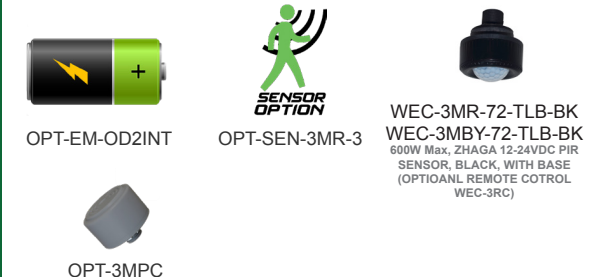 +
SENSOR
OPTION
OPT-EM-OD2INT
OPT-SEN-3MR-3
WEC-3MR-72-TLB-BK
WEC-3MBY-72-TLB-BK
600W Max, ZHAGA 12-24VDC PIR
SENSOR, BLACK, WITH BASE
(OPTIOANL REMOTE COTROL
WEC-3RC)
OPT-3MPC